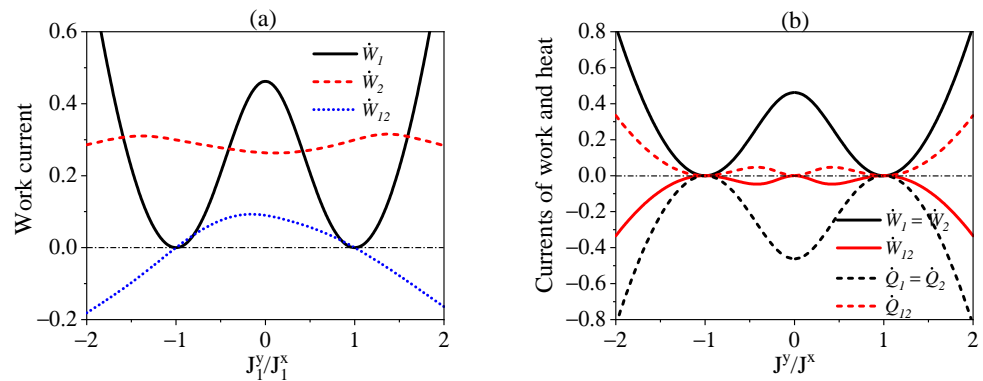 (a)
0.6
0.4
0.2
0.0
−0.2
Work current
Ẇ₁
Ẇ₂
Ẇ₁₂
−2 −1 0 1 2
J₁ʸ/J₁ˣ
(b)
0.8
0.6
0.4
0.2
0.0
−0.2
−0.4
−0.6
−0.8
Currents of work and heat
Ẇ₁ = Ẇ₂
Ẇ₁₂
Q̇₁ = Q̇₂
Q̇₁₂
−2 −1 0 1 2
Jʸ/Jˣ